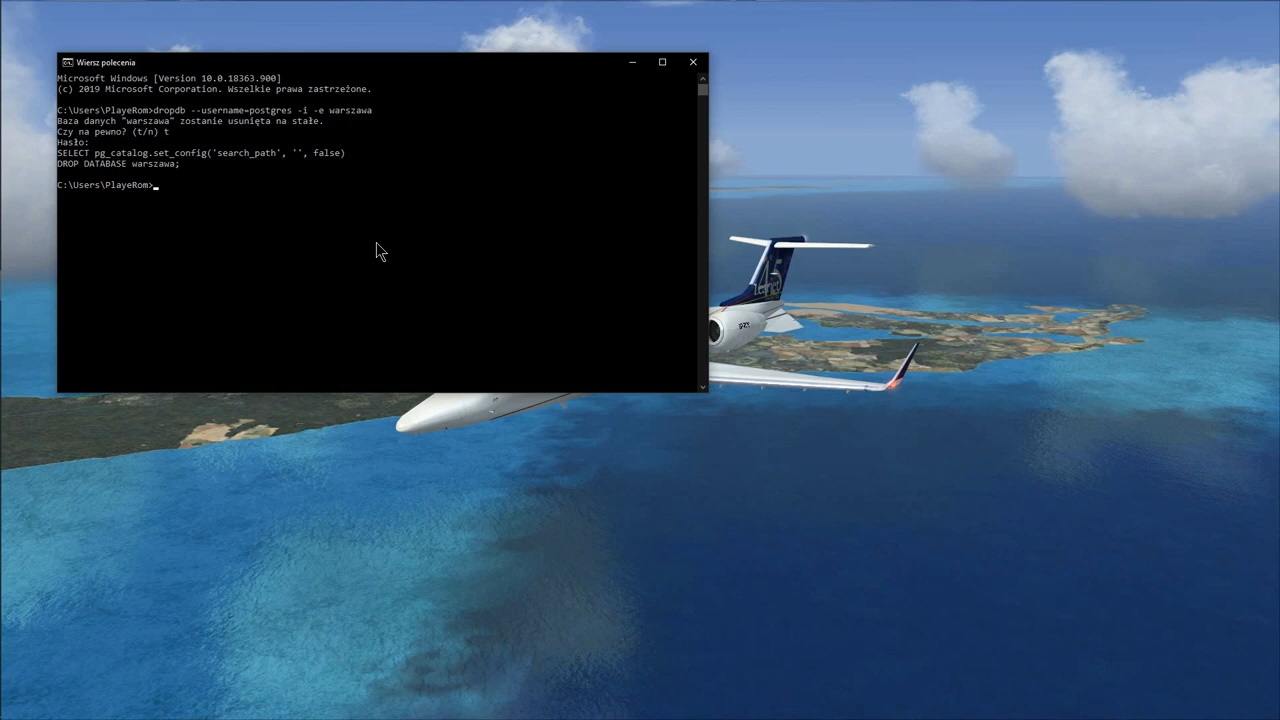 Wiersz polecenia
Microsoft Windows [Version 10.0.18363.900]
(c) 2019 Microsoft Corporation. Wszelkie prawa zastrzeżone.
C:\Users\PlayeRom>dropdb --username=postgres -i -e warszawa
Baza danych "warszawa" zostanie usunięta na stałe.
Czy na pewno? (t/n) t
Hasło:
SELECT pg_catalog.set_config('search_path', '', false)
DROP DATABASE warszawa;
C:\Users\PlayeRom>
45